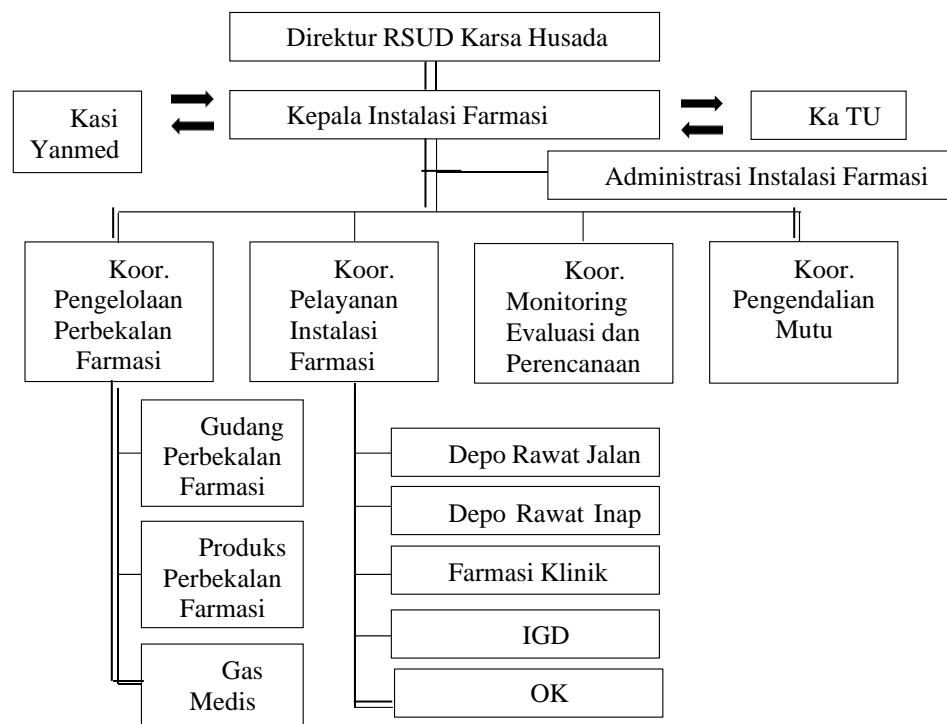 Direktur RSUD Karsa Husada
Kasi
Yanmed
Kepala Instalasi Farmasi
Ka TU
Administrasi Instalasi Farmasi
Koor.
Pengelolaan
Perbekalan
Farmasi
Koor.
Pelayanan
Instalasi
Farmasi
Koor.
Monitoring
Evaluasi dan
Perencanaan
Koor.
Pengendalian
Mutu
Gudang
Perbekalan
Farmasi
Produks
Perbekalan
Farmasi
Gas
Medis
Depo Rawat Jalan
Depo Rawat Inap
Farmasi Klinik
IGD
OK